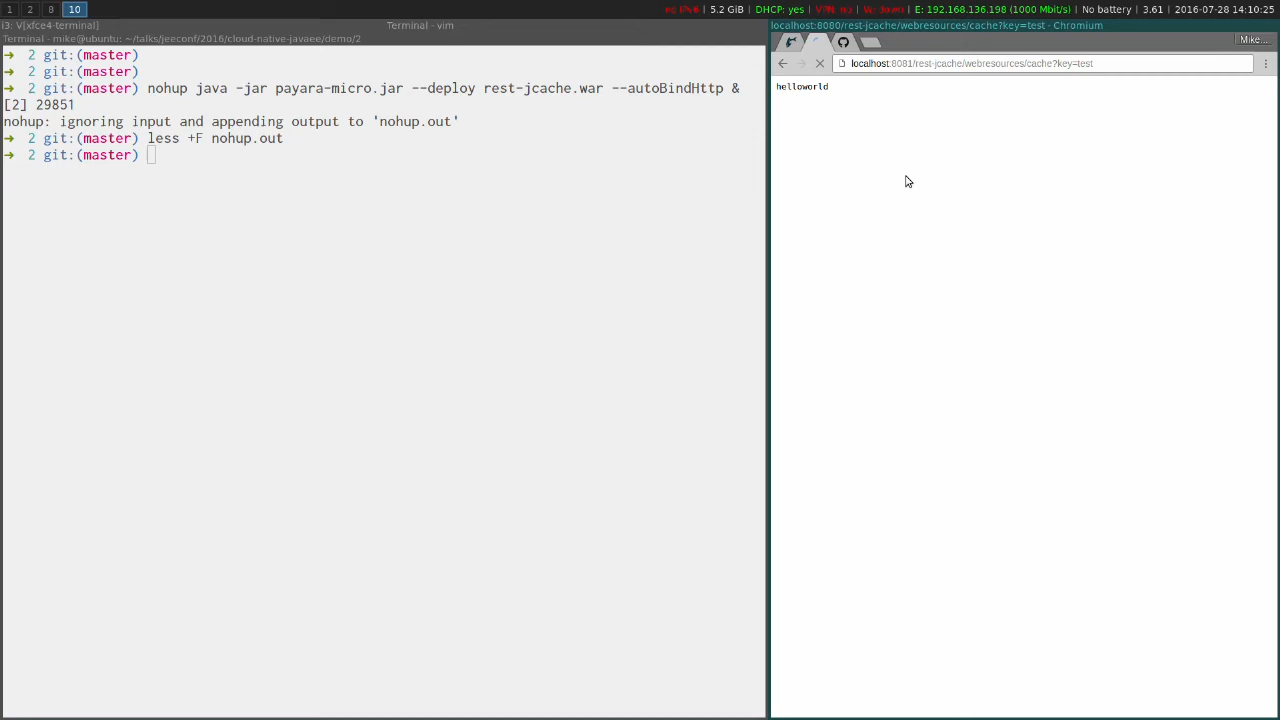 1 2 8 10
no IPv6 | 5.2 GiB | DHCP: yes | VPN: no | W: down | E: 192.168.136.198 (1000 Mbit/s) | No battery | 3.61 | 2016-07-28 14:10:25
i3: V[xfce4-terminal] Terminal - vim
Terminal - mike@ubuntu: ~/talks/jeeconf/2016/cloud-native-javaee/demo/2
➜ 2 git:(master)
➜ 2 git:(master)
➜ 2 git:(master) nohup java -jar payara-micro.jar --deploy rest-jcache.war --autoBindHttp &
[2] 29851
nohup: ignoring input and appending output to 'nohup.out'
➜ 2 git:(master) less +F nohup.out
➜ 2 git:(master)
localhost:8080/rest-jcache/webresources/cache?key=test - Chromium
Mike...
localhost:8081/rest-jcache/webresources/cache?key=test
helloworld